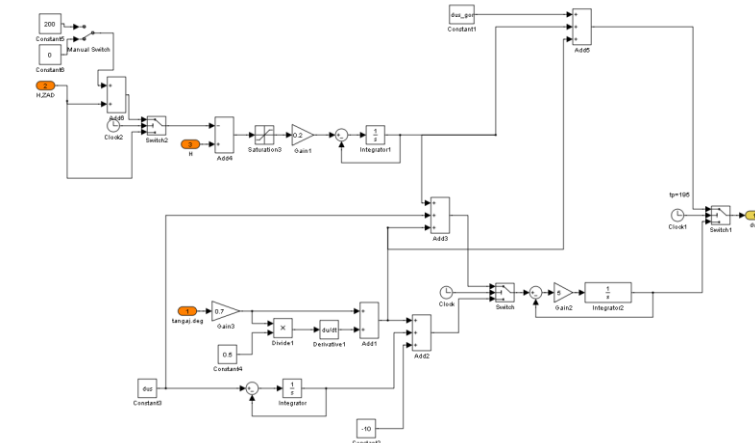 200
Constant5
Manual Switch
0
Constant6
2
H,ZAD
Add6
Clock2
Switch2
3
H
Add4
Saturation3
0.2
Gain1
1
s
Integrator1
dus_gor
Constant1
Add5
Add3
tp=195
Clock1
Switch1
Clock
Switch
6
Gain2
1
s
Integrator2
1
tangaj.deg
0.7
Gain3
×
Divide1
du/dt
Derivative1
Add1
0.6
Constant4
Add2
dus
Constant3
1
s
Integrator
-10